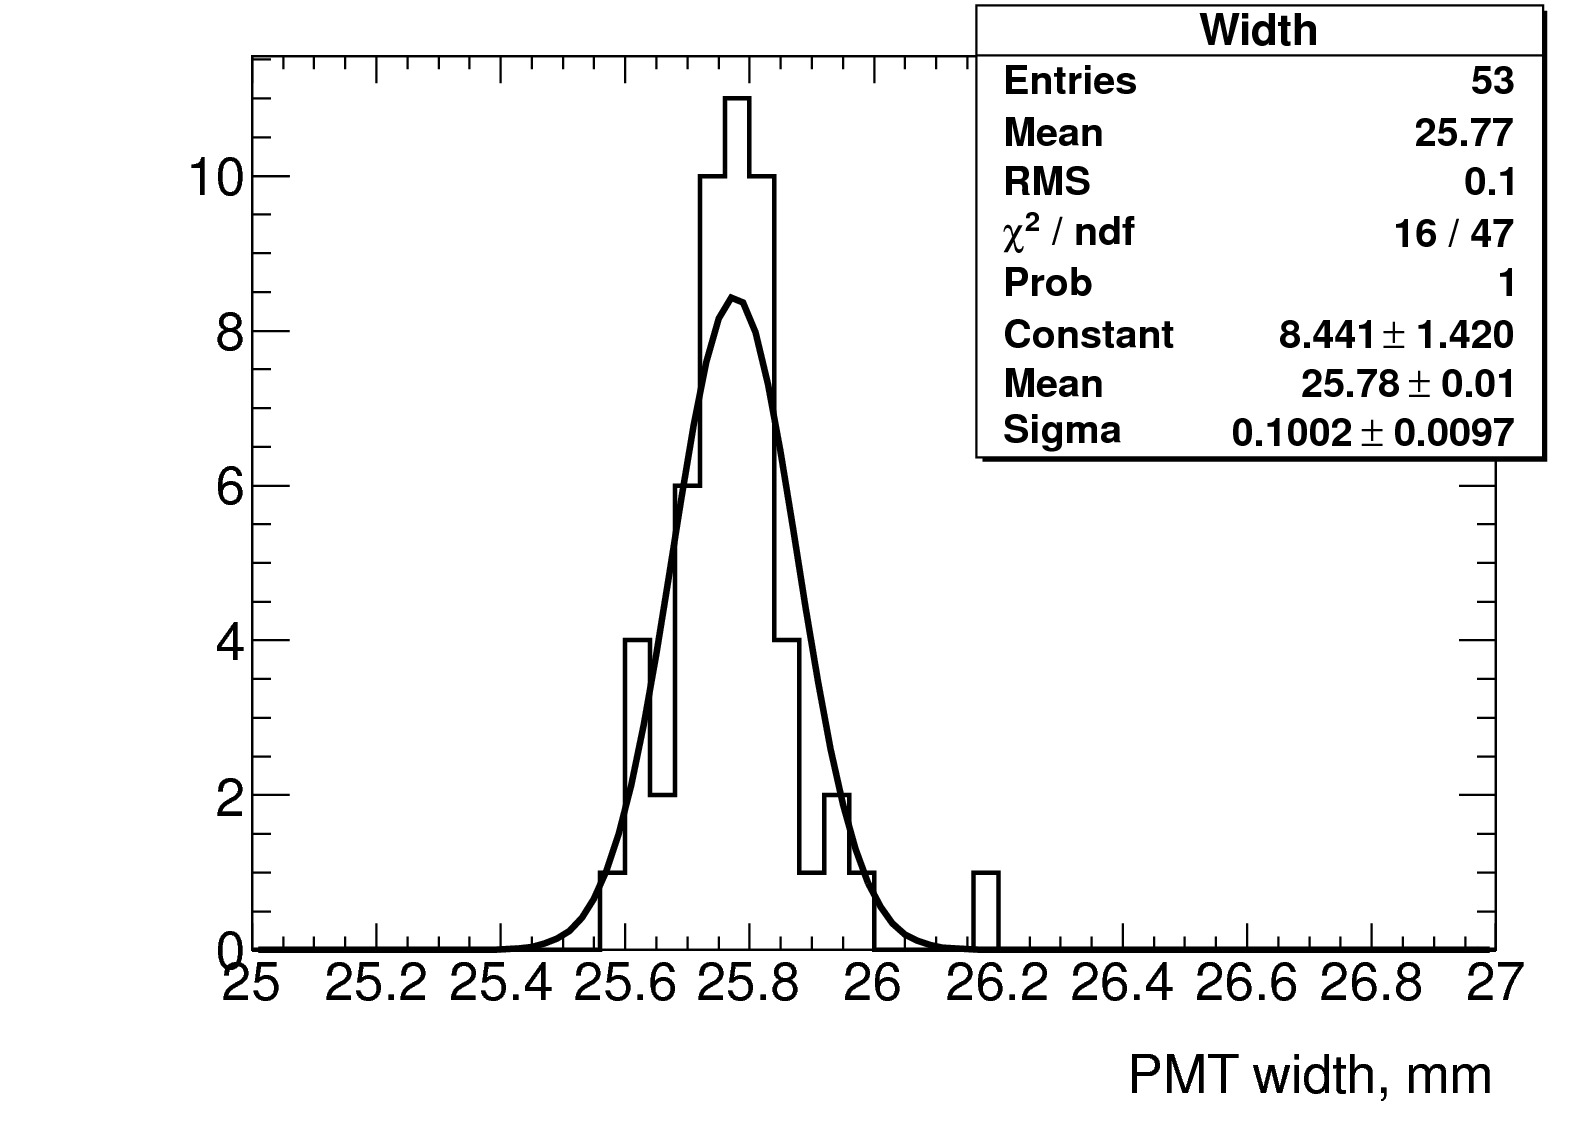 Width
Entries 53
Mean 25.77
RMS 0.1
χ² / ndf 16 / 47
Prob 1
Constant 8.441 ± 1.420
Mean 25.78 ± 0.01
Sigma 0.1002 ± 0.0097
10
8
6
4
2
0
25 25.2 25.4 25.6 25.8 26 26.2 26.4 26.6 26.8 27
PMT width, mm